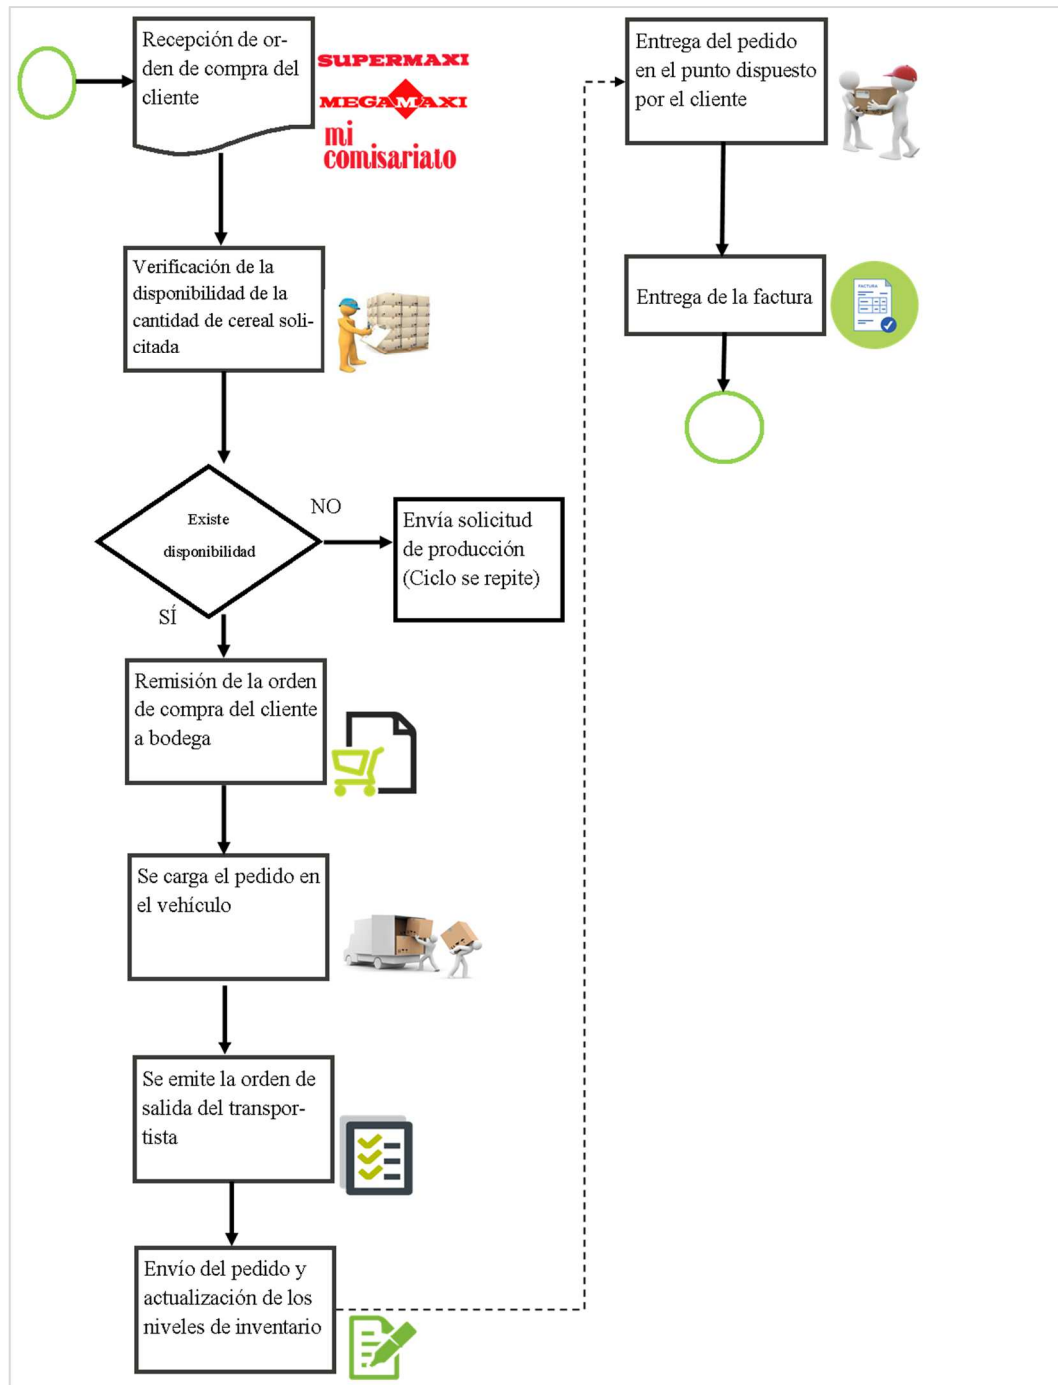 Recepción de or-
den de compra del
cliente
SUPERMAXI
MEGAMAXI
mi
comisariato
Verificación de la
disponibilidad de la
cantidad de cereal soli-
citada
Existe
disponibilidad
NO
SÍ
Envía solicitud
de producción
(Ciclo se repite)
Remisión de la orden
de compra del cliente
a bodega
Se carga el pedido en
el vehículo
Se emite la orden de
salida del transpor-
tista
Envío del pedido y
actualización de los
niveles de inventario
Entrega del pedido
en el punto dispuesto
por el cliente
Entrega de la factura
FACTURA